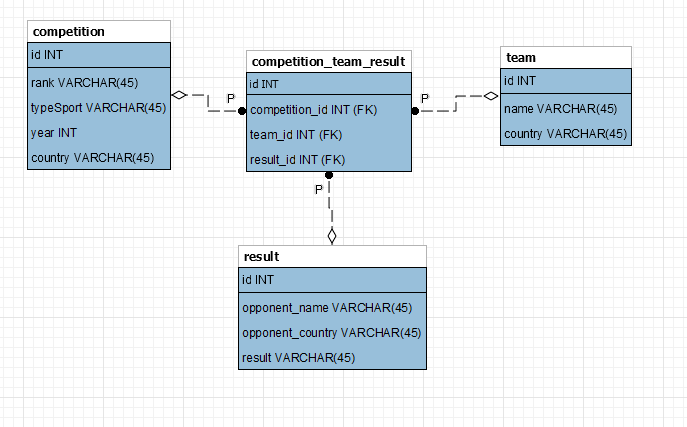 competition
id INT
rank VARCHAR(45)
typeSport VARCHAR(45)
year INT
country VARCHAR(45)
P
competition_team_result
id INT
competition_id INT (FK)
team_id INT (FK)
result_id INT (FK)
P
team
id INT
name VARCHAR(45)
country VARCHAR(45)
P
result
id INT
opponent_name VARCHAR(45)
opponent_country VARCHAR(45)
result VARCHAR(45)